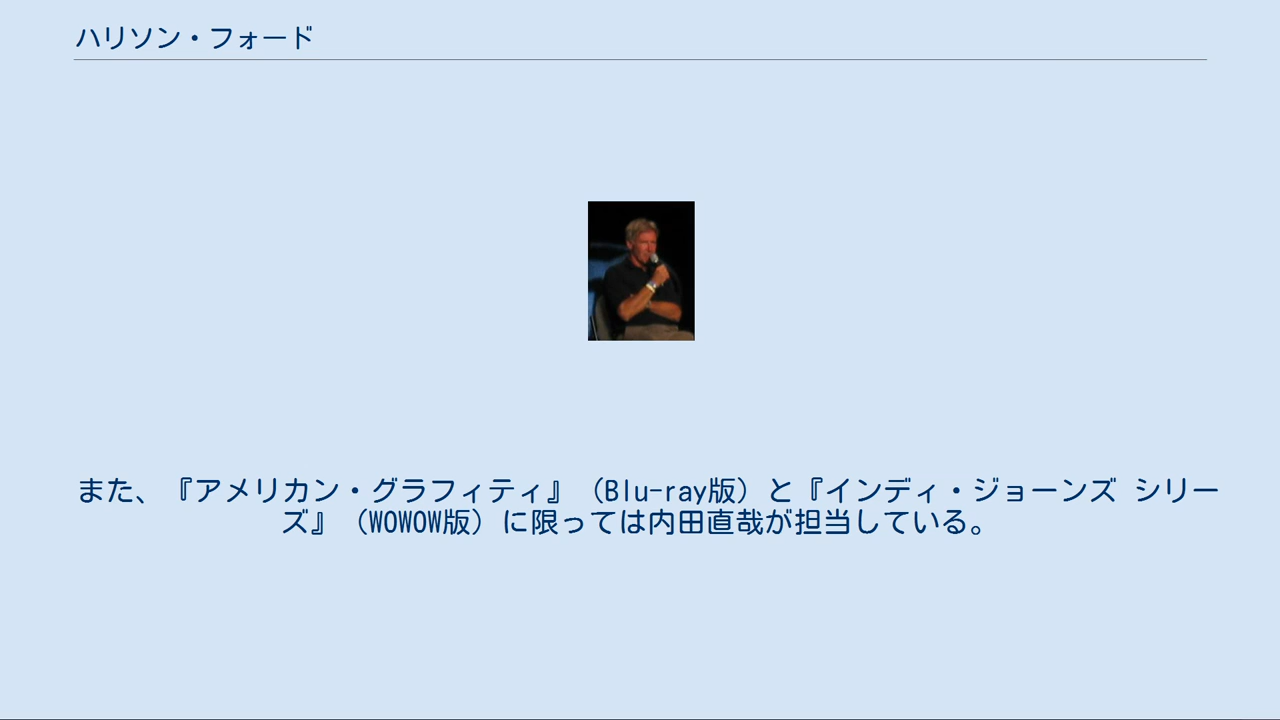 ハリソン・フォード
また、『アメリカン・グラフィティ』（Blu-ray版）と『インディ・ジョーンズ シリー
ズ』（WOWOW版）に限っては内田直哉が担当している。